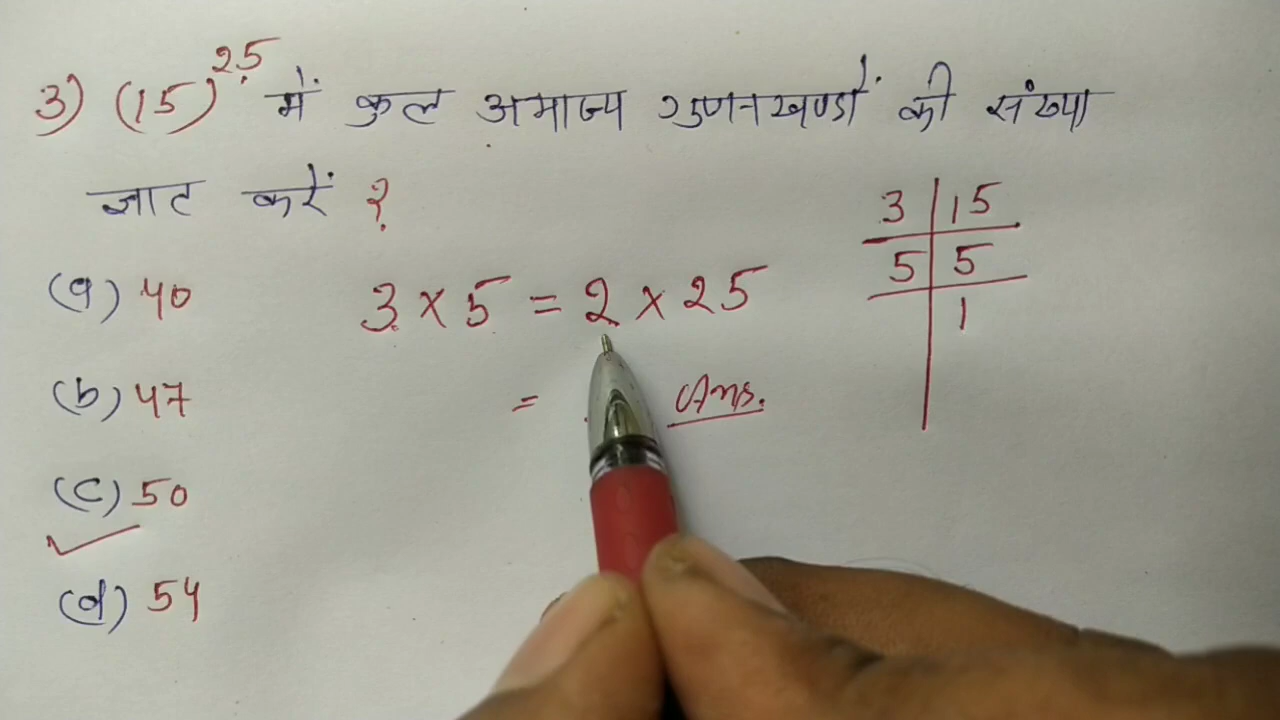 3) (15)^25 में कुल अभाज्य गुणनखण्डों की संख्या
ज्ञात करें ?
(a) 40
(b) 47
(c) 50
(d) 54
3 × 5 = 2 × 25
= Ans.
3 | 15
5 | 5
1